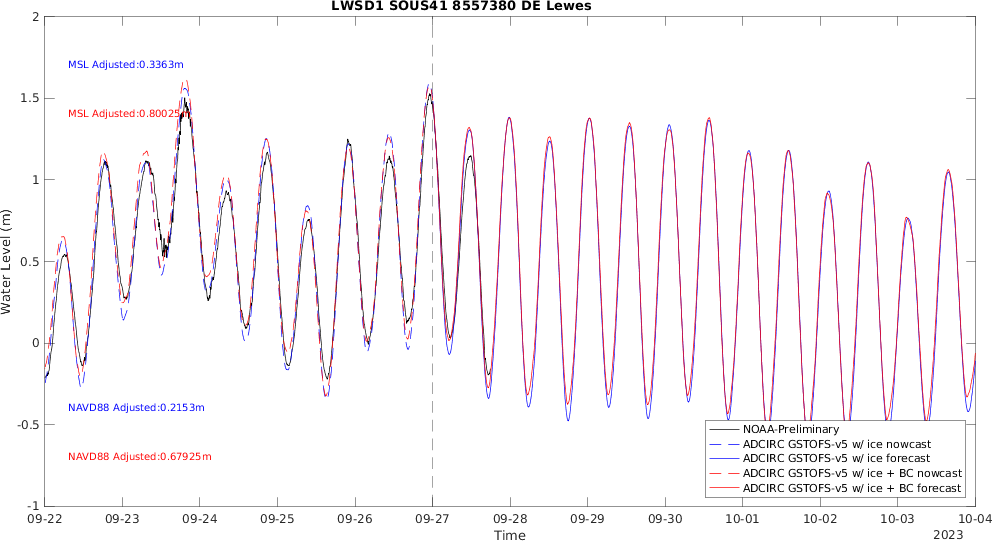 LWSD1 SOUS41 8557380 DE Lewes
2
1.5
1
0.5
0
-0.5
-1
Water Level (m)
MSL Adjusted:0.3363m
MSL Adjusted:0.80025
NAVD88 Adjusted:0.2153m
NAVD88 Adjusted:0.67925m
NOAA-Preliminary
ADCIRC GSTOFS-v5 w/ ice nowcast
ADCIRC GSTOFS-v5 w/ ice forecast
ADCIRC GSTOFS-v5 w/ ice + BC nowcast
ADCIRC GSTOFS-v5 w/ ice + BC forecast
09-22 09-23 09-24 09-25 09-26 09-27 09-28 09-29 09-30 10-01 10-02 10-03 10-04
Time
2023